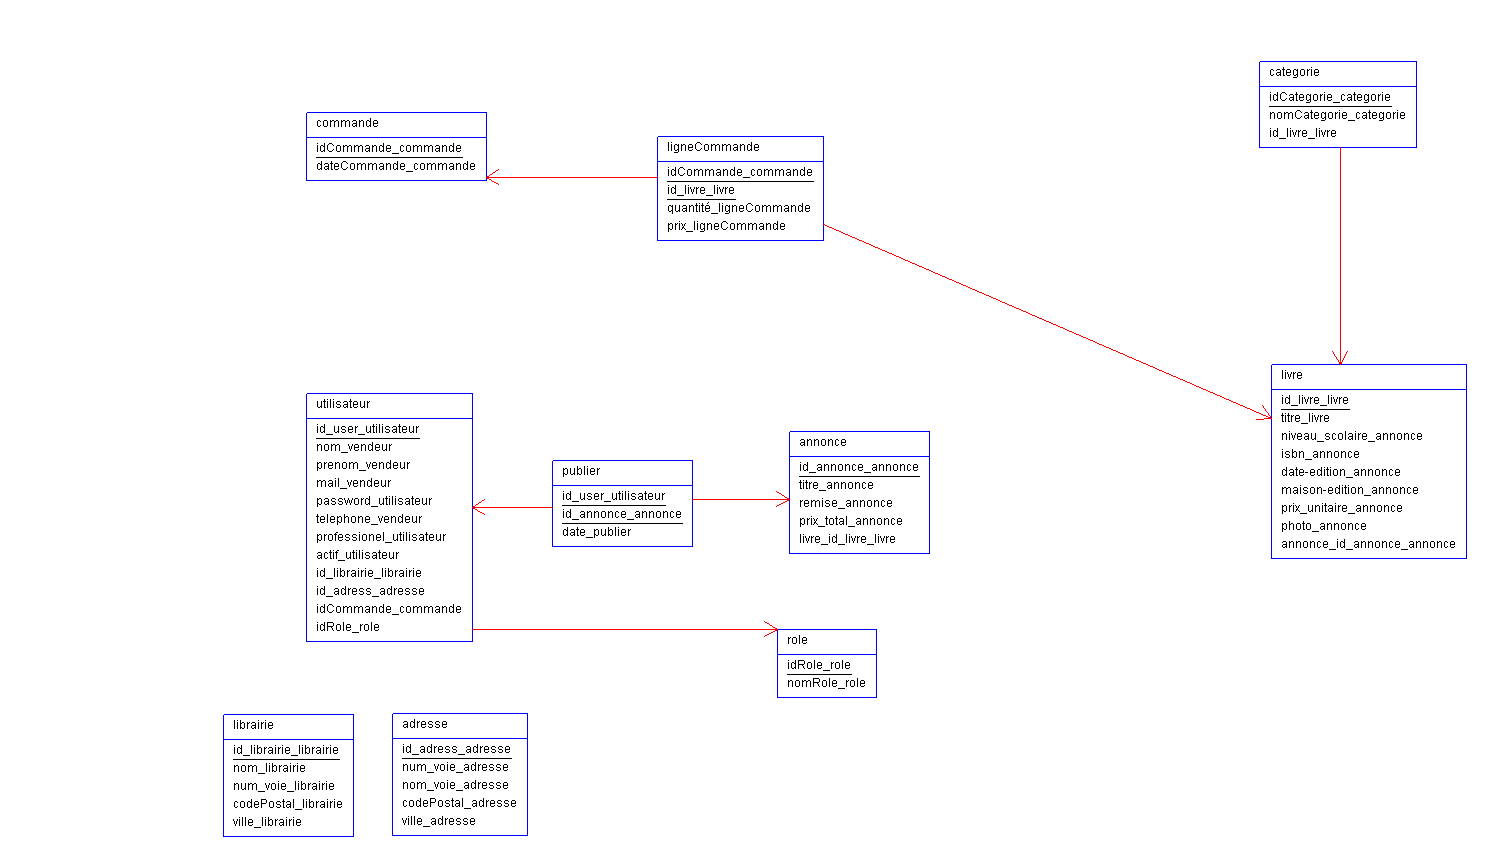 categorie
idCategorie_categorie
nomCategorie_categorie
id_livre_livre
commande
idCommande_commande
dateCommande_commande
ligneCommande
idCommande_commande
id_livre_livre
quantité_ligneCommande
prix_ligneCommande
livre
id_livre_livre
titre_livre
niveau_scolaire_annonce
isbn_annonce
date-edition_annonce
maison-edition_annonce
prix_unitaire_annonce
photo_annonce
annonce_id_annonce_annonce
utilisateur
id_user_utilisateur
nom_vendeur
prenom_vendeur
mail_vendeur
password_utilisateur
telephone_vendeur
professionel_utilisateur
actif_utilisateur
id_librairie_librairie
id_adress_adresse
idCommande_commande
idRole_role
publier
id_user_utilisateur
id_annonce_annonce
date_publier
annonce
id_annonce_annonce
titre_annonce
remise_annonce
prix_total_annonce
livre_id_livre_livre
role
idRole_role
nomRole_role
librairie
id_librairie_librairie
nom_librairie
num_voie_librairie
codePostal_librairie
ville_librairie
adresse
id_adress_adresse
num_voie_adresse
nom_voie_adresse
codePostal_adresse
ville_adresse